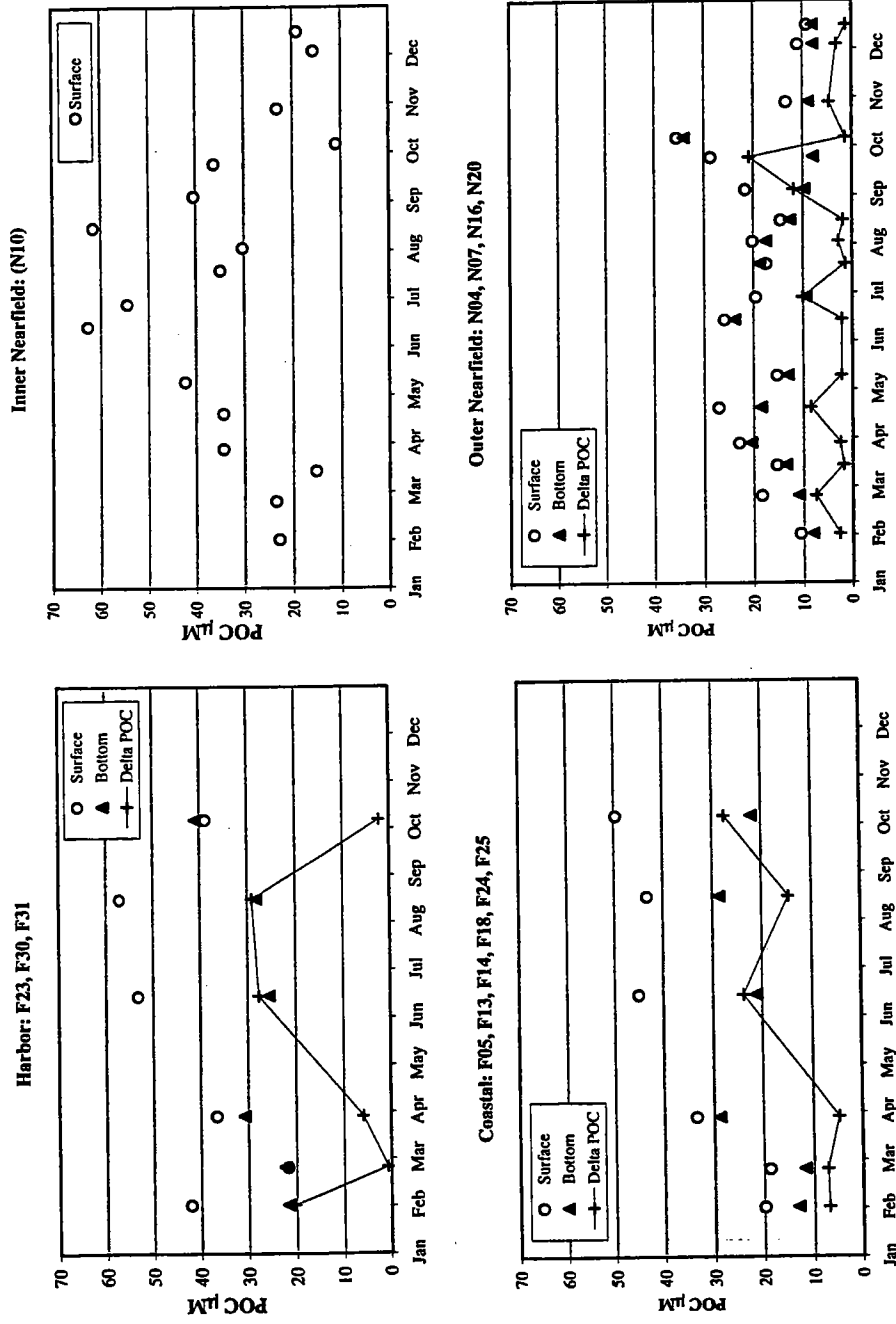 Harbor: F23, F30, F31
Surface
Bottom
Delta POC
POC µM
70
60
50
40
30
20
10
0
Jan Feb Mar Apr May Jun Jul Aug Sep Oct Nov Dec
Inner Nearfield: (N10)
Surface
POC µM
70
60
50
40
30
20
10
0
Jan Feb Mar Apr May Jun Jul Aug Sep Oct Nov Dec
Coastal: F05, F13, F14, F18, F24, F25
Surface
Bottom
Delta POC
POC µM
70
60
50
40
30
20
10
0
Jan Feb Mar Apr May Jun Jul Aug Sep Oct Nov Dec
Outer Nearfield: N04, N07, N16, N20
Surface
Bottom
Delta POC
POC µM
70
60
50
40
30
20
10
0
Jan Feb Mar Apr May Jun Jul Aug Sep Oct Nov Dec